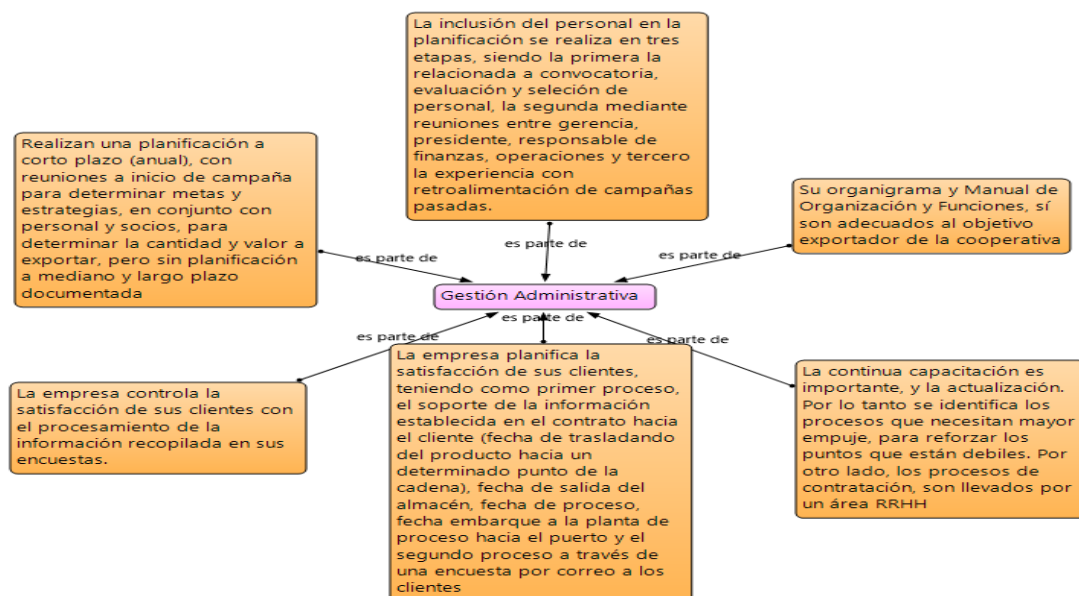 La inclusión del personal en la
planificación se realiza en tres
etapas, siendo la primera la
relacionada a convocatoria,
evaluación y seleción de
personal, la segunda mediante
reuniones entre gerencia,
presidente, responsable de
finanzas, operaciones y tercero
la experiencia con
retroalimentación de campañas
pasadas.
Realizan una planificación a
corto plazo (anual), con
reuniones a inicio de campaña
para determinar metas y
estrategias, en conjunto con
personal y socios, para
determinar la cantidad y valor a
exportar, pero sin planificación
a mediano y largo plazo
documentada
Su organigrama y Manual de
Organización y Funciones, sí
son adecuados al objetivo
exportador de la cooperativa
es parte de
es parte de
es parte de
Gestión Administrativa
es parte de
es parte de
es parte de
La empresa controla la
satisfacción de sus clientes con
el procesamiento de la
información recopilada en sus
encuestas.
La empresa planifica la
satisfacción de sus clientes,
teniendo como primer proceso,
el soporte de la información
establecida en el contrato hacia
el cliente (fecha de trasladando
del producto hacia un
determinado punto de la
cadena), fecha de salida del
almacén, fecha de proceso,
fecha embarque a la planta de
proceso hacia el puerto y el
segundo proceso a través de
una encuesta por correo a los
clientes
La continua capacitación es
importante, y la actualización.
Por lo tanto se identifica los
procesos que necesitan mayor
empuje, para reforzar los
puntos que están debiles. Por
otro lado, los procesos de
contratación, son llevados por
un área RRHH